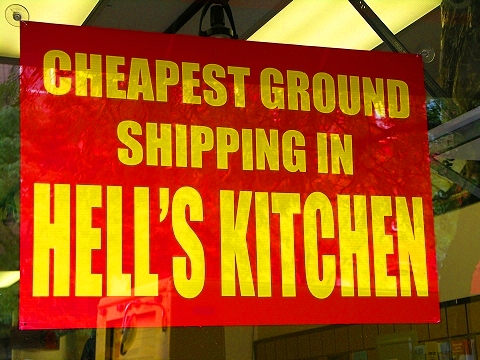 CHEAPEST GROUND
SHIPPING IN
HELL'S KITCHEN